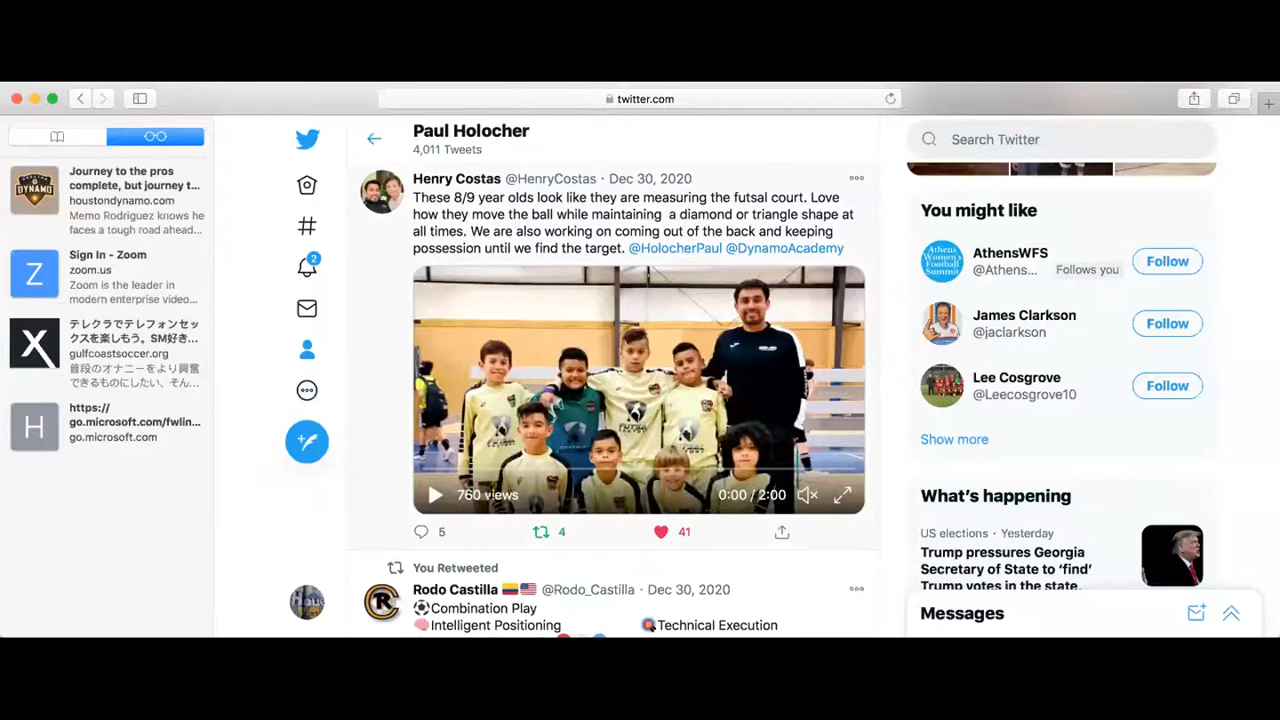 twitter.com
Journey to the pros
complete, but journey t...
houstondynamo.com
Memo Rodriguez knows he
faces a tough road ahead...
Z
Sign In - Zoom
zoom.us
Zoom is the leader in
modern enterprise video...
X
テレクラでテレフォンセッ
クスを楽しもう。SM好き...
gulfcoastsoccer.org
普段のオナニーをより興奮
できるものにしたい、そん...
H
https://
go.microsoft.com/fwlin...
go.microsoft.com
2
Paul Holocher
4,011 Tweets
Henry Costas @HenryCostas · Dec 30, 2020
These 8/9 year olds look like they are measuring the futsal court. Love
how they move the ball while maintaining a diamond or triangle shape at
all times. We are also working on coming out of the back and keeping
possession until we find the target. @HolocherPaul @DynamoAcademy
760 views
0:00 / 2:00
5
4
41
You Retweeted
Rodo Castilla 🇨🇴🇺🇸 @Rodo_Castilla · Dec 30, 2020
⚽Combination Play
🧠Intelligent Positioning 🎯Technical Execution
Search Twitter
You might like
Athens
Women's
Football
Summit
AthensWFS
@Athens... Follows you
Follow
James Clarkson
@jaclarkson
Follow
Lee Cosgrove
@Leecosgrove10
Follow
Show more
What's happening
US elections · Yesterday
Trump pressures Georgia
Secretary of State to 'find'
Trump votes in the state,
Messages